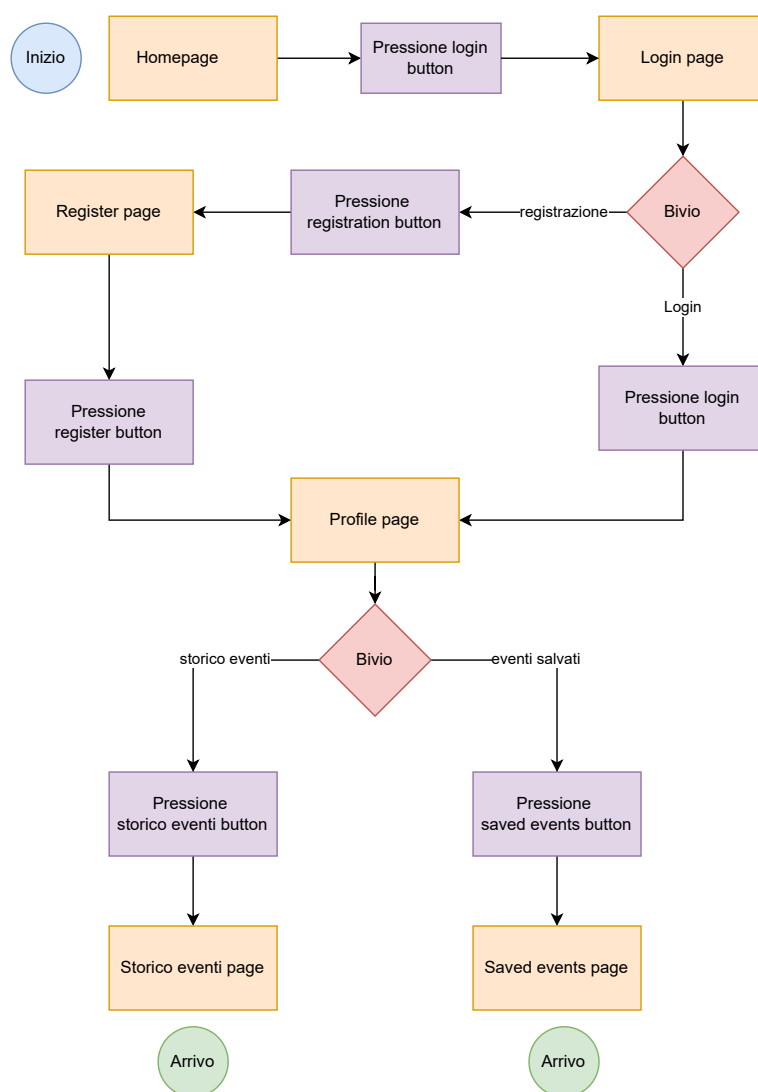 Inizio
Homepage
Pressione login
button
Login page
Register page
Pressione
registration button
registrazione
Bivio
Login
Pressione
register button
Pressione login
button
Profile page
storico eventi
Bivio
eventi salvati
Pressione
storico eventi button
Pressione
saved events button
Storico eventi page
Saved events page
Arrivo
Arrivo